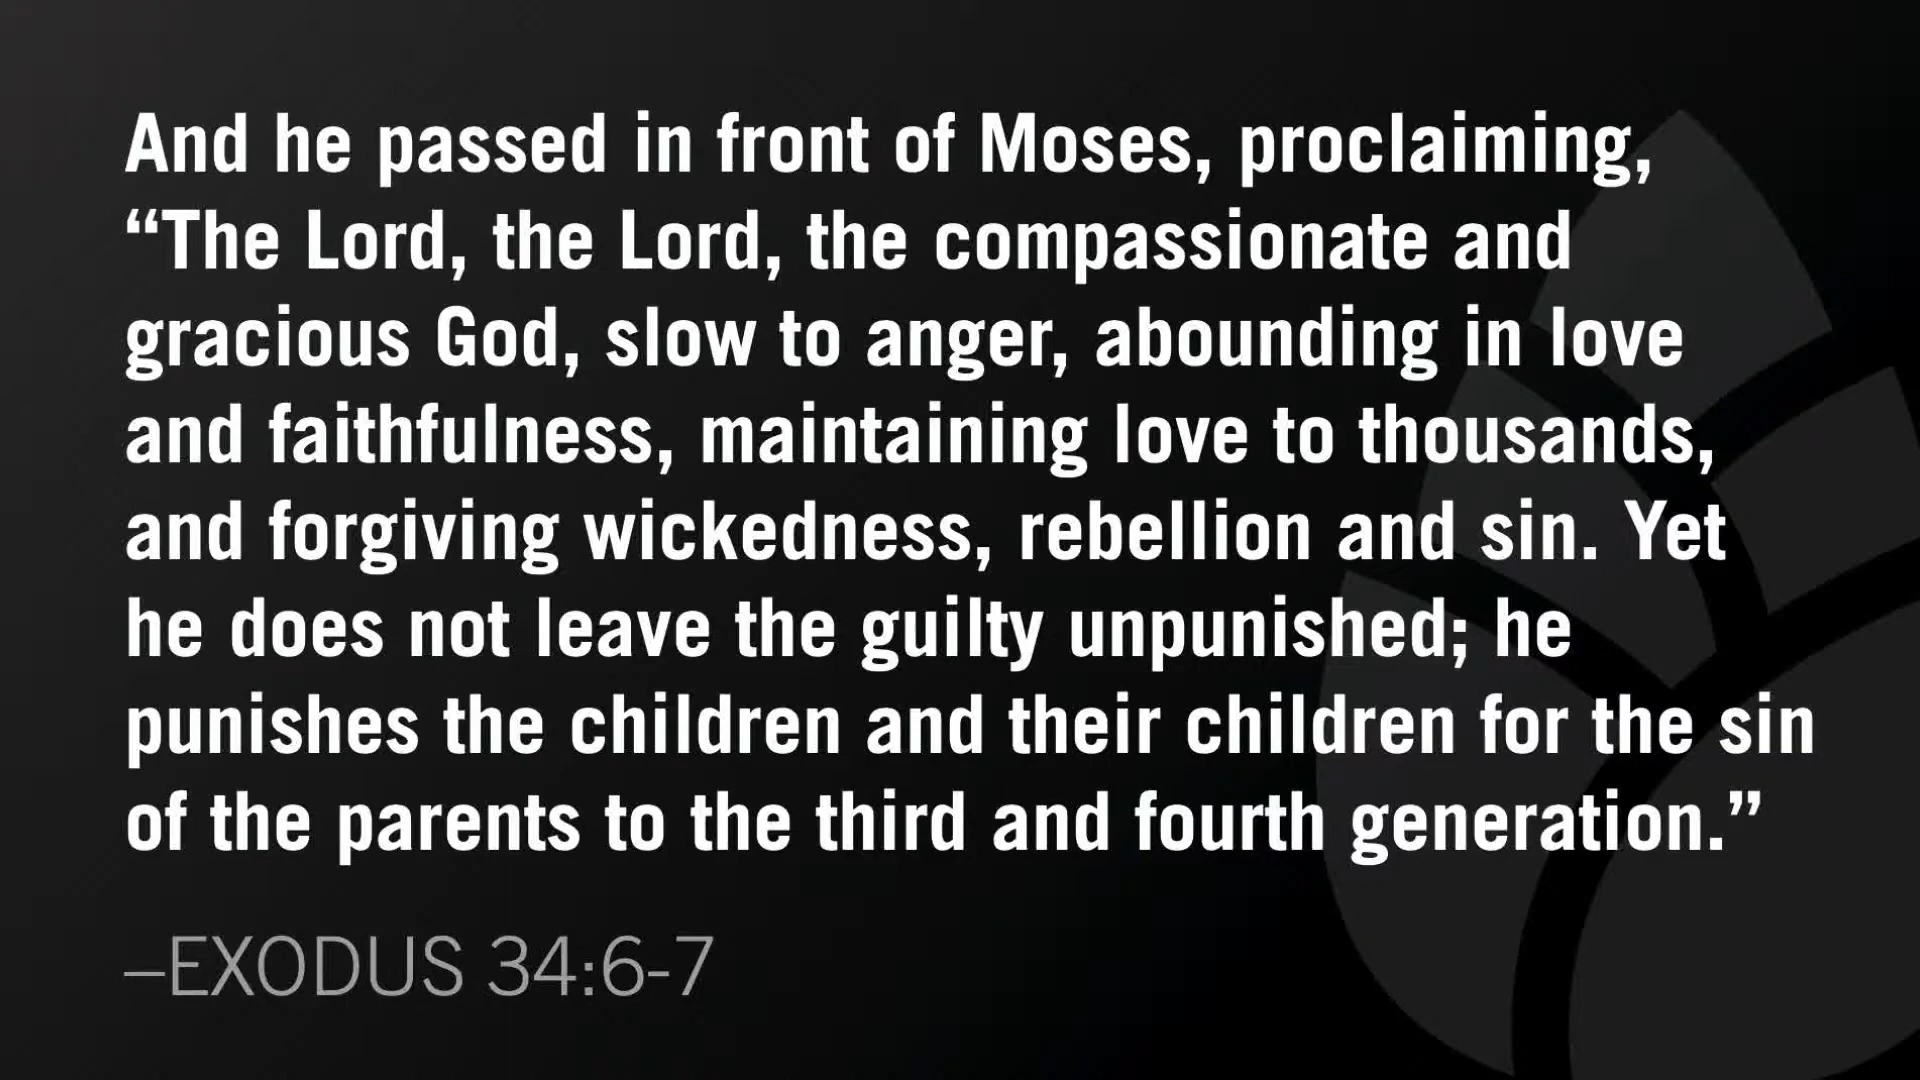 And he passed in front of Moses, proclaiming,
“The Lord, the Lord, the compassionate and
gracious God, slow to anger, abounding in love
and faithfulness, maintaining love to thousands,
and forgiving wickedness, rebellion and sin. Yet
he does not leave the guilty unpunished; he
punishes the children and their children for the sin
of the parents to the third and fourth generation.”
–EXODUS 34:6-7